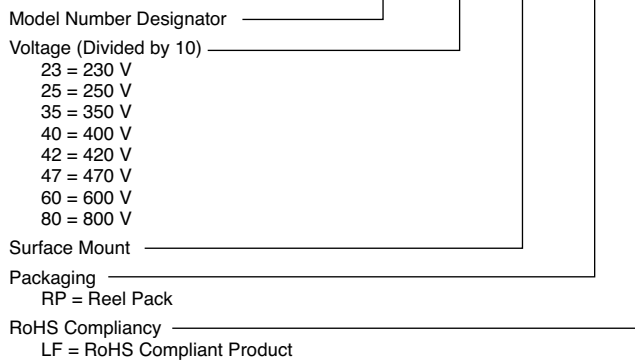 Model Number Designator
Voltage (Divided by 10)
23 = 230 V
25 = 250 V
35 = 350 V
40 = 400 V
42 = 420 V
47 = 470 V
60 = 600 V
80 = 800 V
Surface Mount
Packaging
RP = Reel Pack
RoHS Compliancy
LF = RoHS Compliant Product